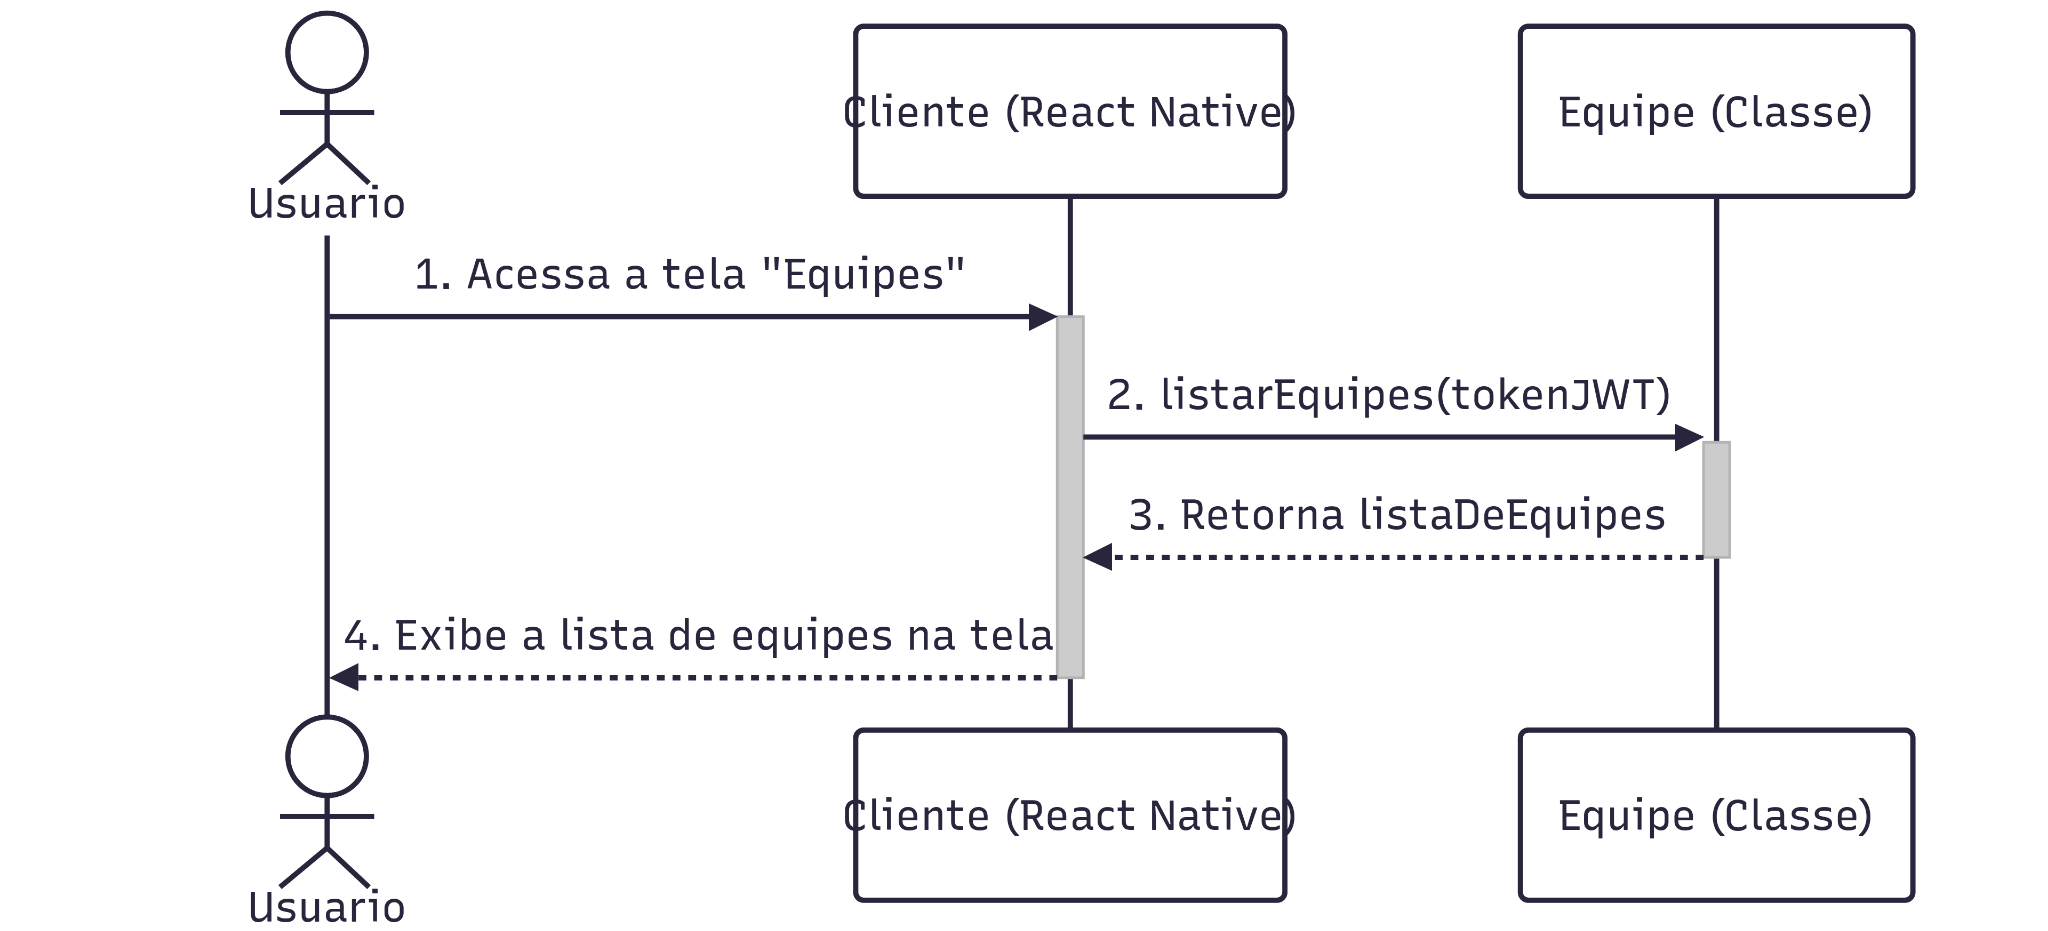 Usuario
Cliente (React Native)
Equipe (Classe)
1. Acessa a tela "Equipes"
2. listarEquipes(tokenJWT)
3. Retorna listaDeEquipes
4. Exibe a lista de equipes na tela
Usuario
Cliente (React Native)
Equipe (Classe)